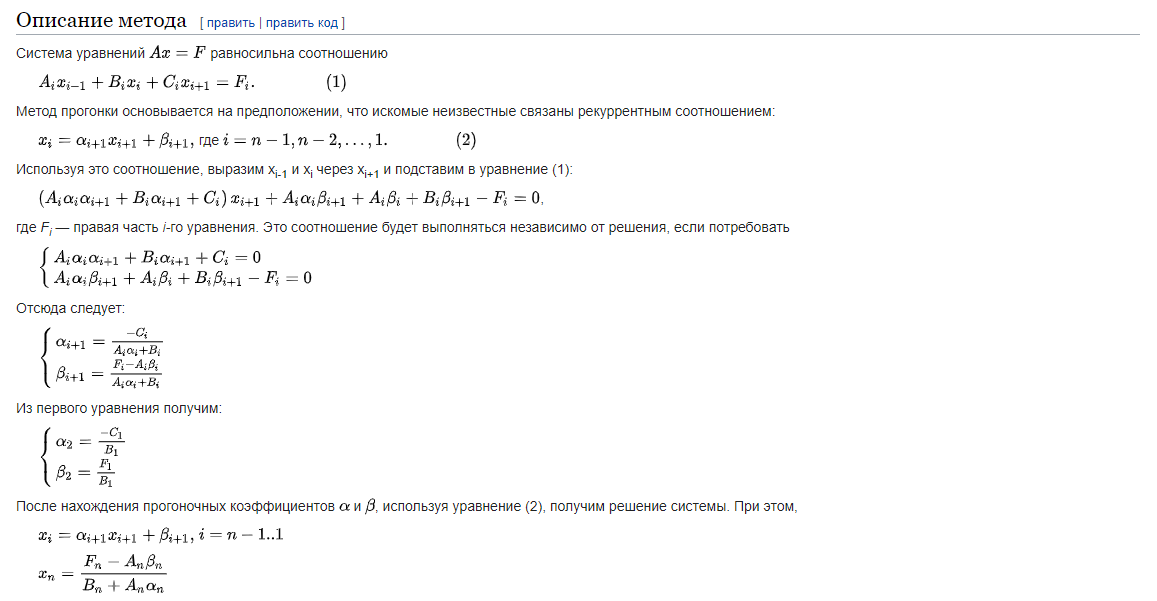 Описание метода [ править | править код ]
Система уравнений $Ax = F$ равносильна соотношению
$A_i x_{i-1} + B_i x_i + C_i x_{i+1} = F_i.$ (1)
Метод прогонки основывается на предположении, что искомые неизвестные связаны рекуррентным соотношением:
$x_i = \alpha_{i+1} x_{i+1} + \beta_{i+1}$, где $i = n-1, n-2, \ldots, 1.$ (2)
Используя это соотношение, выразим x_{i-1} и x_i через x_{i+1} и подставим в уравнение (1):
$(A_i \alpha_i \alpha_{i+1} + B_i \alpha_{i+1} + C_i) x_{i+1} + A_i \alpha_i \beta_{i+1} + A_i \beta_i + B_i \beta_{i+1} - F_i = 0,$
где F_i — правая часть i-го уравнения. Это соотношение будет выполняться независимо от решения, если потребовать
$\begin{cases} A_i \alpha_i \alpha_{i+1} + B_i \alpha_{i+1} + C_i = 0 \\ A_i \alpha_i \beta_{i+1} + A_i \beta_i + B_i \beta_{i+1} - F_i = 0 \end{cases}$
Отсюда следует:
$\begin{cases} \alpha_{i+1} = \frac{-C_i}{A_i \alpha_i + B_i} \\ \beta_{i+1} = \frac{F_i - A_i \beta_i}{A_i \alpha_i + B_i} \end{cases}$
Из первого уравнения получим:
$\begin{cases} \alpha_2 = \frac{-C_1}{B_1} \\ \beta_2 = \frac{F_1}{B_1} \end{cases}$
После нахождения прогоночных коэффициентов $\alpha$ и $\beta$, используя уравнение (2), получим решение системы. При этом,
$x_i = \alpha_{i+1} x_{i+1} + \beta_{i+1}, i = n-1..1$
$x_n = \frac{F_n - A_n \beta_n}{B_n + A_n \alpha_n}$